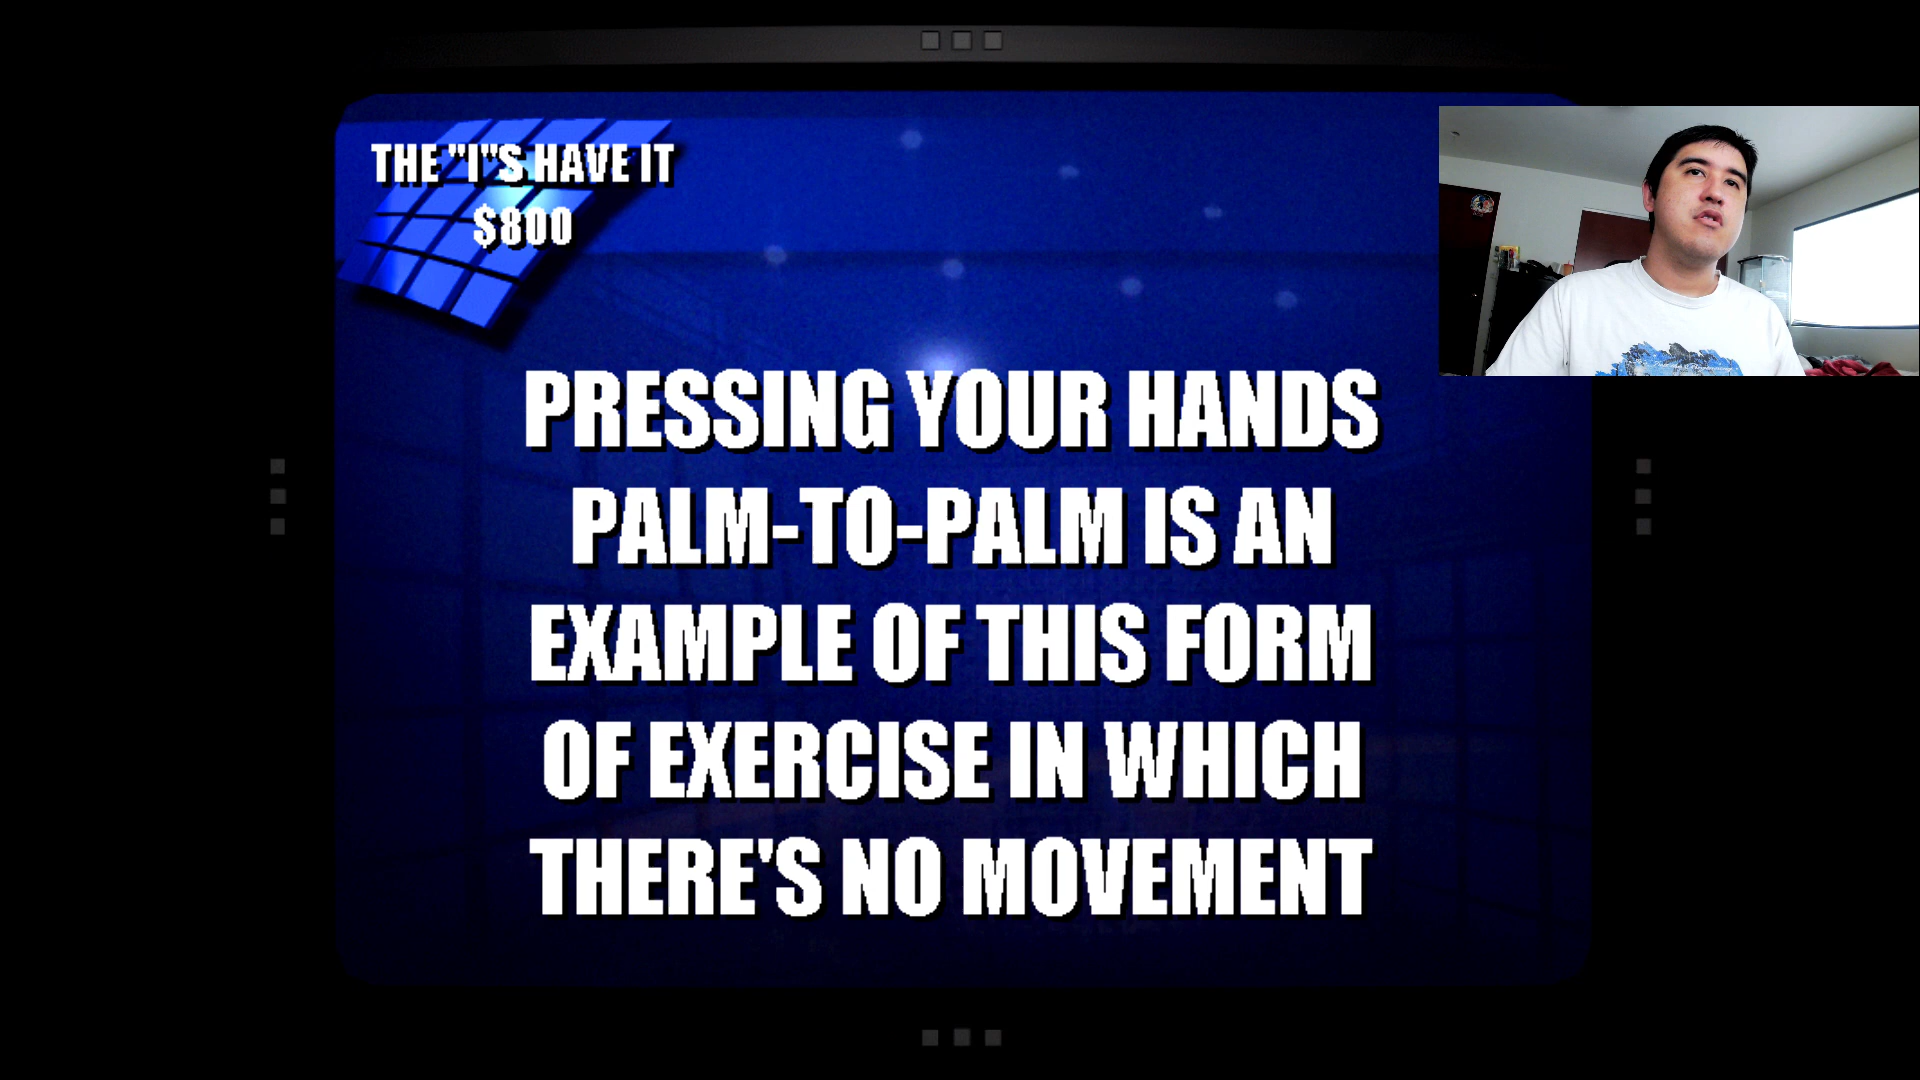 THE "I"S HAVE IT
$800
PRESSING YOUR HANDS
PALM-TO-PALM IS AN
EXAMPLE OF THIS FORM
OF EXERCISE IN WHICH
THERE'S NO MOVEMENT